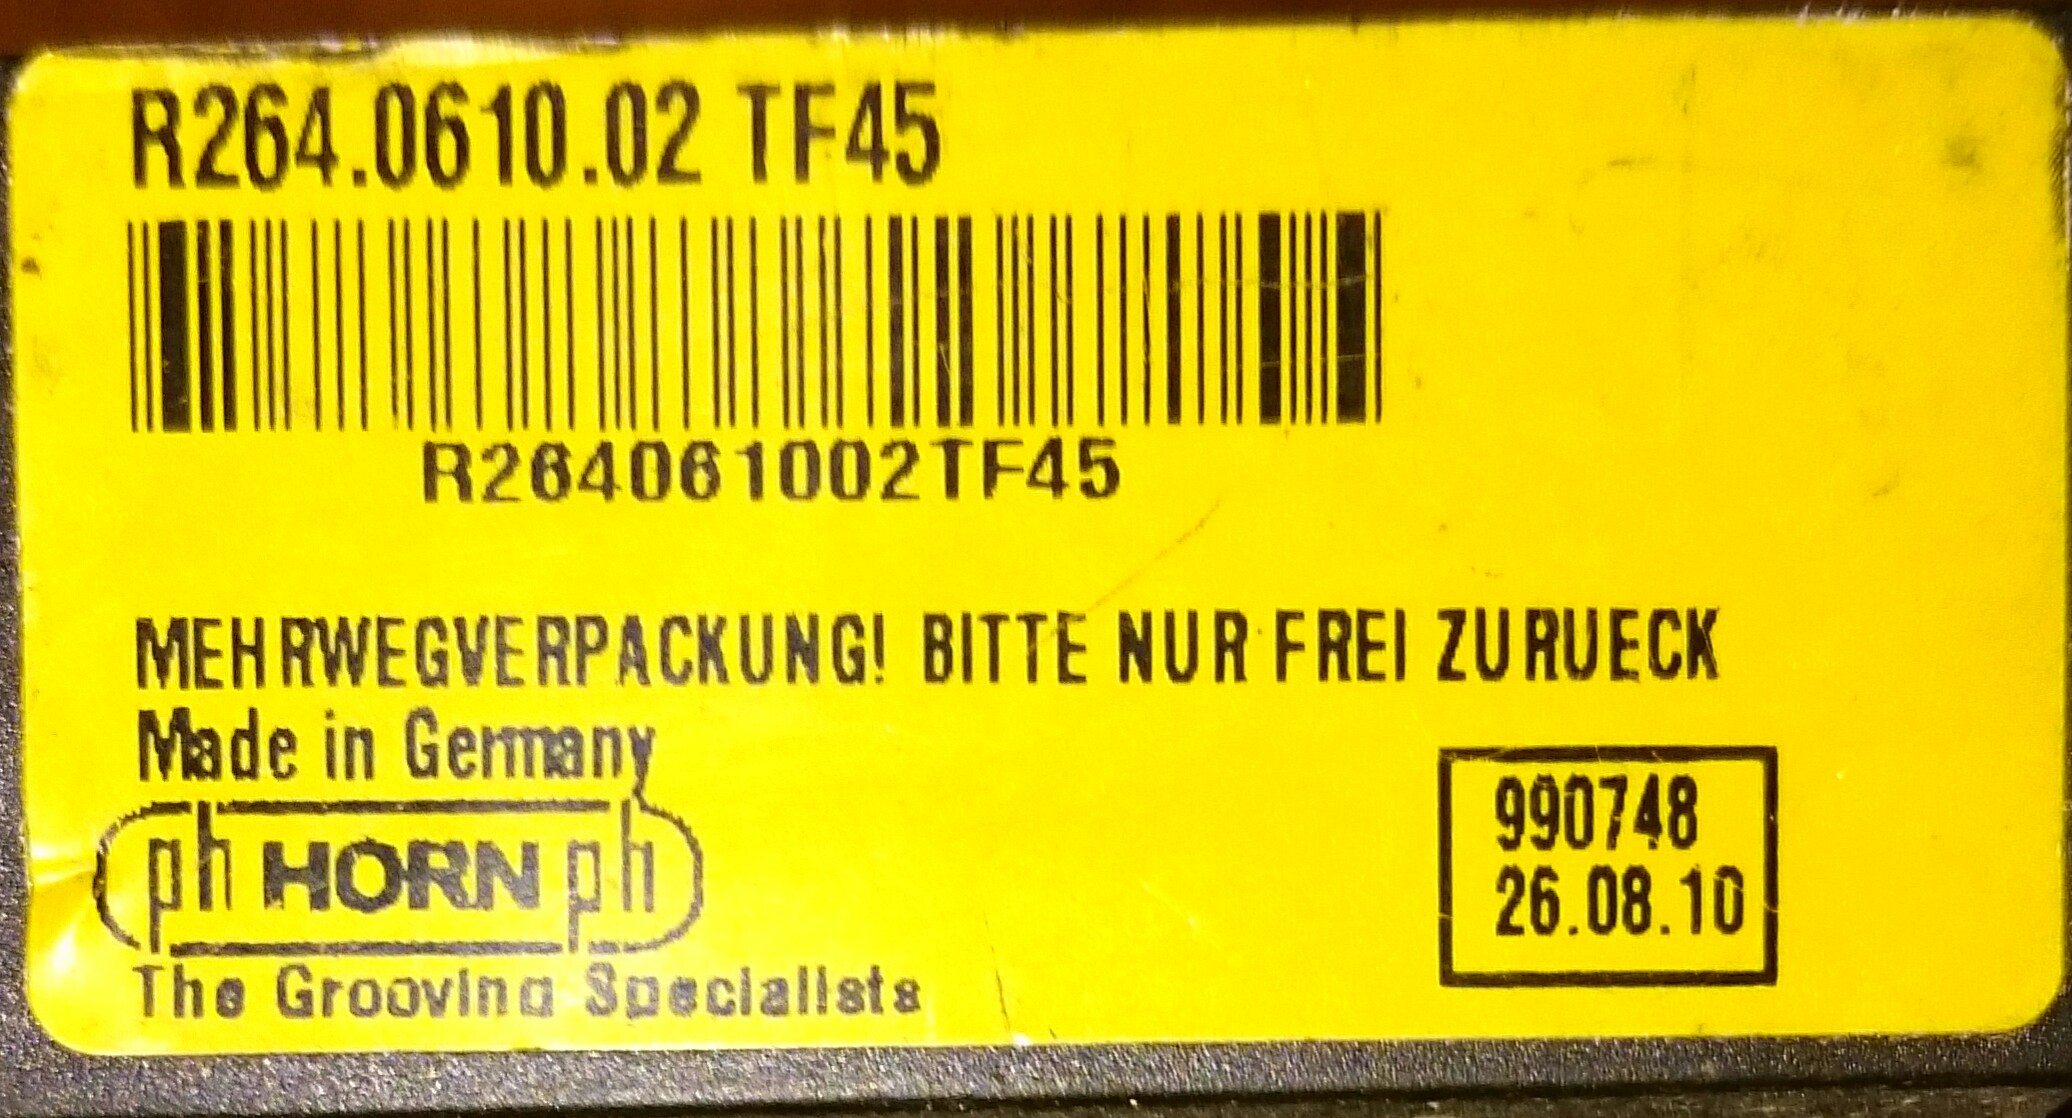 R264.0610.02 TF45
R264061002TF45
MEHRWEGVERPACKUNG! BITTE NUR FREI ZURUECK
Made in Germany
ph HORN ph
The Grooving Specialists
990748
26.08.10